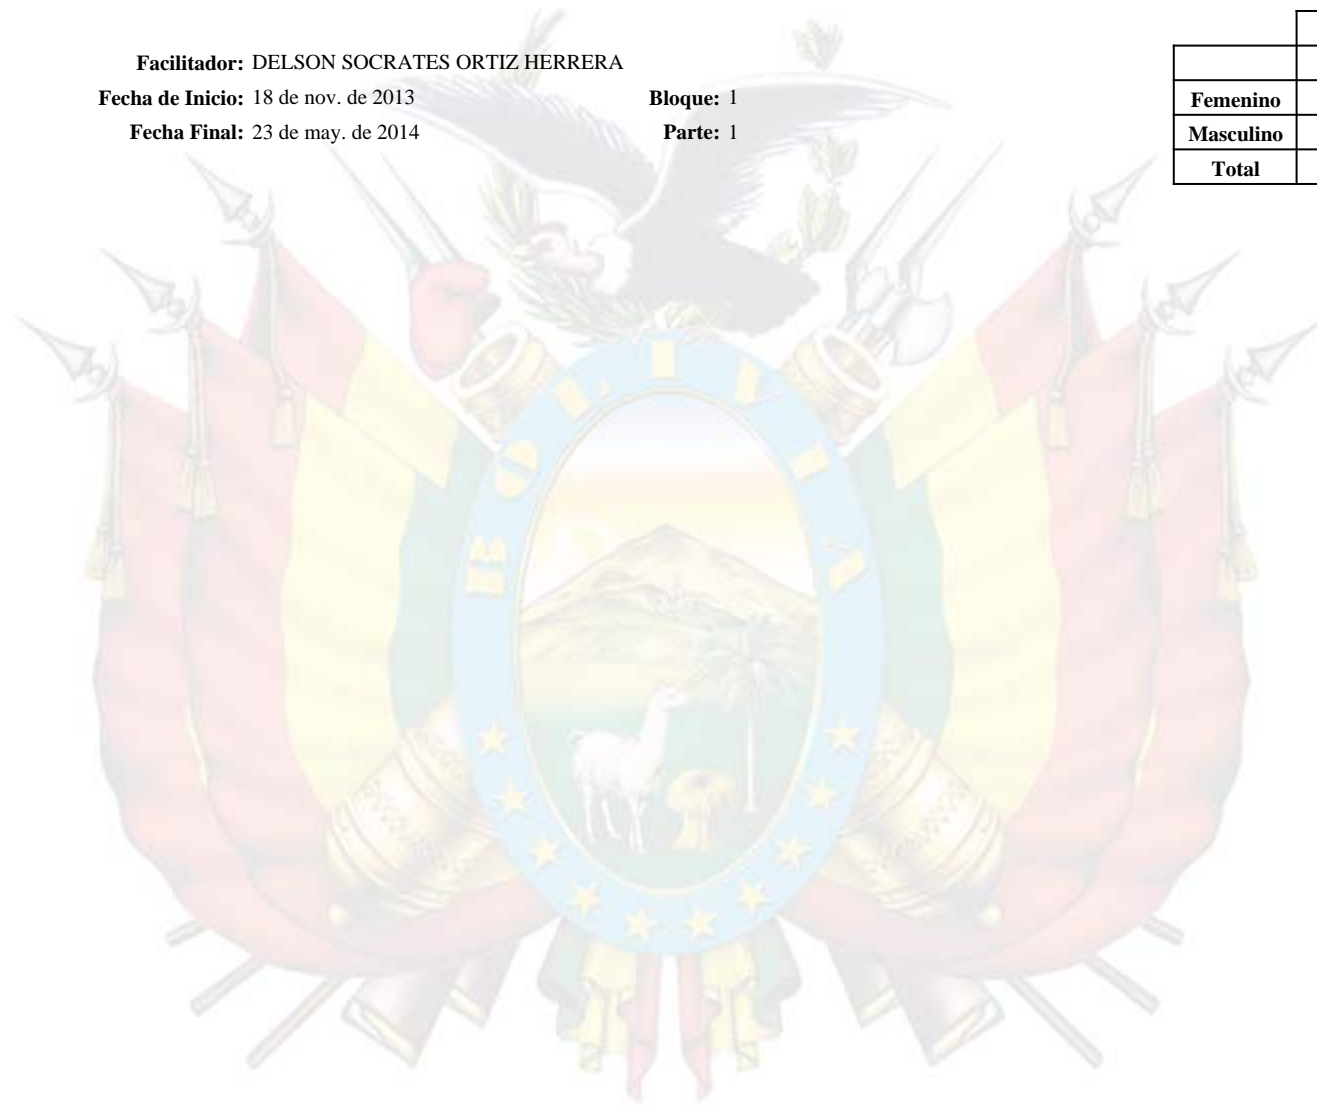 Facilitador: DELSON SOCRATES ORTIZ HERRERA
Fecha de Inicio: 18 de nov. de 2013 Bloque: 1
Fecha Final: 23 de may. de 2014 Parte: 1
Femenino
Masculino
Total
BOLIVIA